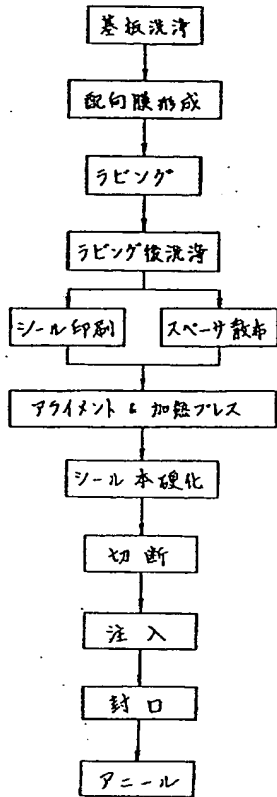 基板洗浄
配向膜形成
ラビング
ラビング後洗浄
シール印刷
スペーサ散布
アライメント & 加熱プレス
シール本硬化
切断
注入
封口
アニール